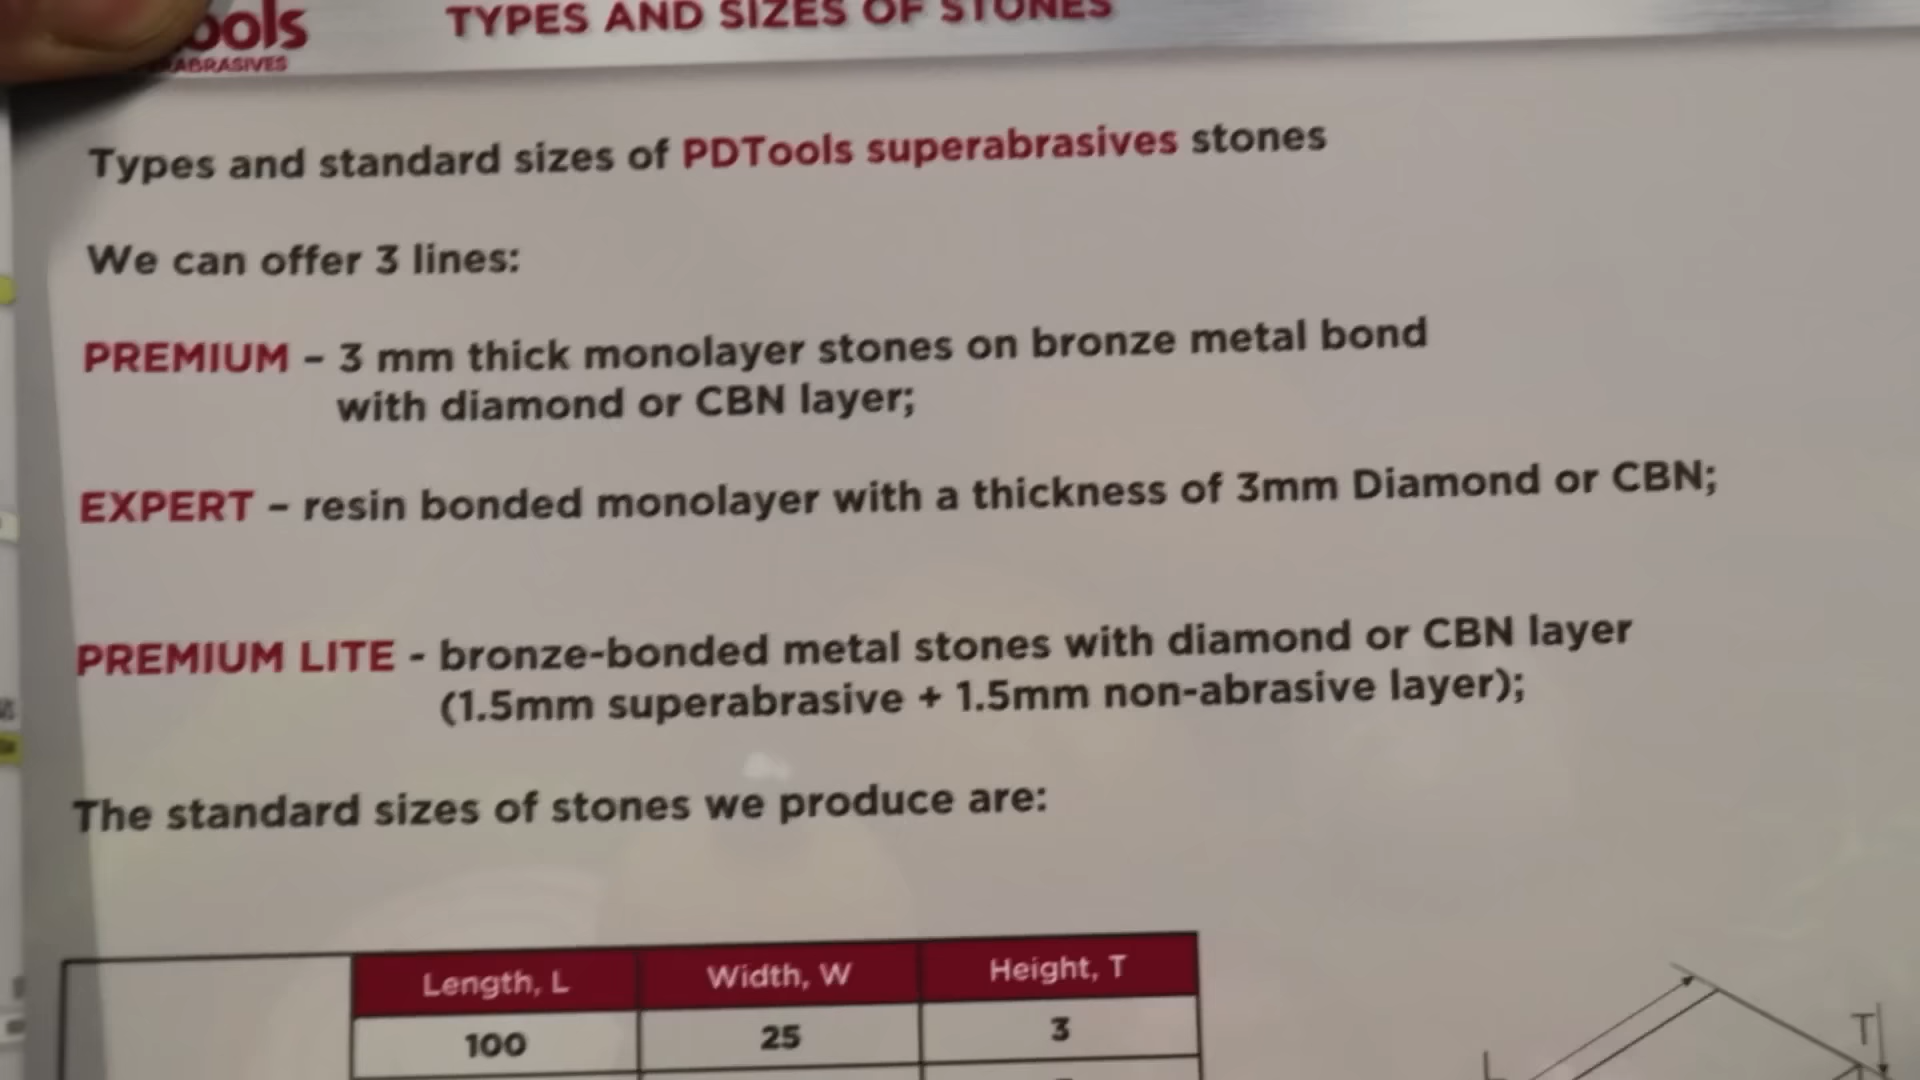 ools
ABRASIVES
TYPES AND SIZES OF STONES
Types and standard sizes of PDTools superabrasives stones
We can offer 3 lines:
PREMIUM – 3 mm thick monolayer stones on bronze metal bond
with diamond or CBN layer;
EXPERT – resin bonded monolayer with a thickness of 3mm Diamond or CBN;
PREMIUM LITE - bronze-bonded metal stones with diamond or CBN layer
(1.5mm superabrasive + 1.5mm non-abrasive layer);
The standard sizes of stones we produce are:
Length, L Width, W Height, T
100 25 3
T
L